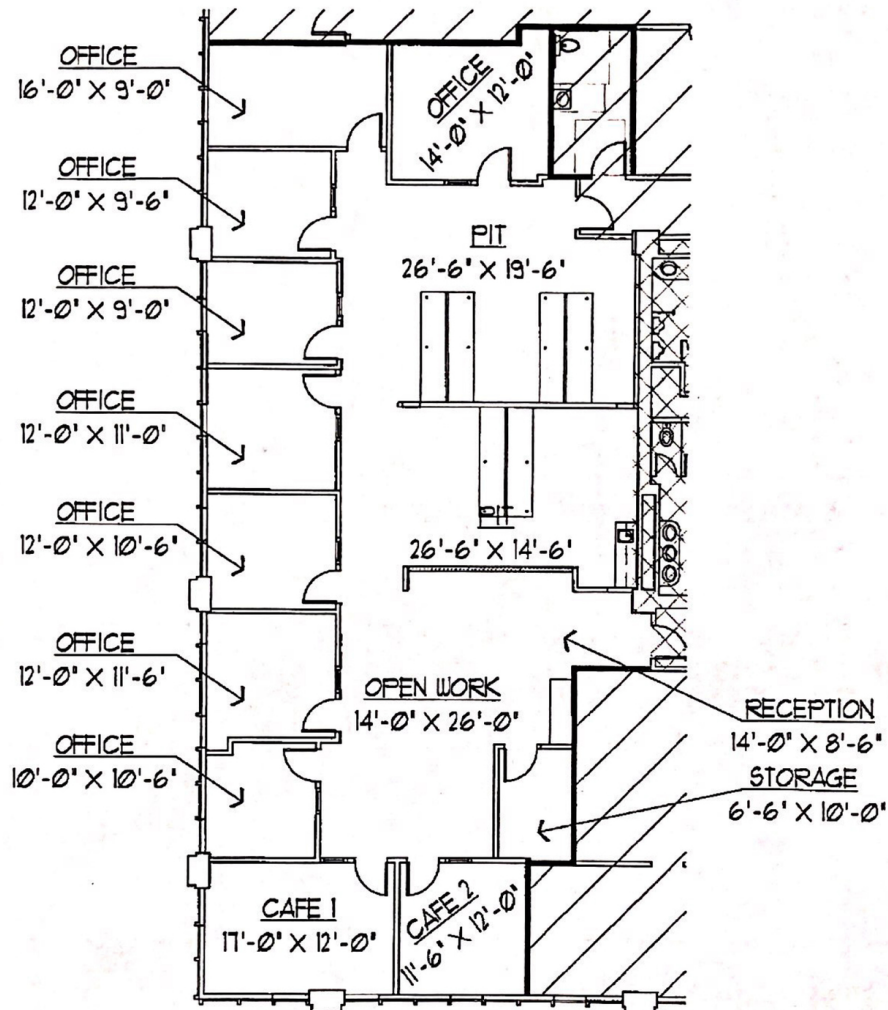 OFFICE
16'-0" X 9'-0"
OFFICE
14'-0" X 12'-0"
OFFICE
12'-0" X 9'-6"
PIT
26'-6" X 19'-6"
OFFICE
12'-0" X 9'-0"
OFFICE
12'-0" X 11'-0"
OFFICE
12'-0" X 10'-6"
PIT
26'-6" X 14'-6"
OFFICE
12'-0" X 11'-6'
OPEN WORK
14'-0" X 26'-0"
RECEPTION
14'-0" X 8'-6"
OFFICE
10'-0" X 10'-6"
STORAGE
6'-6" X 10'-0"
CAFE 1
17'-0" X 12'-0"
CAFE 2
11'-6" X 12'-0"